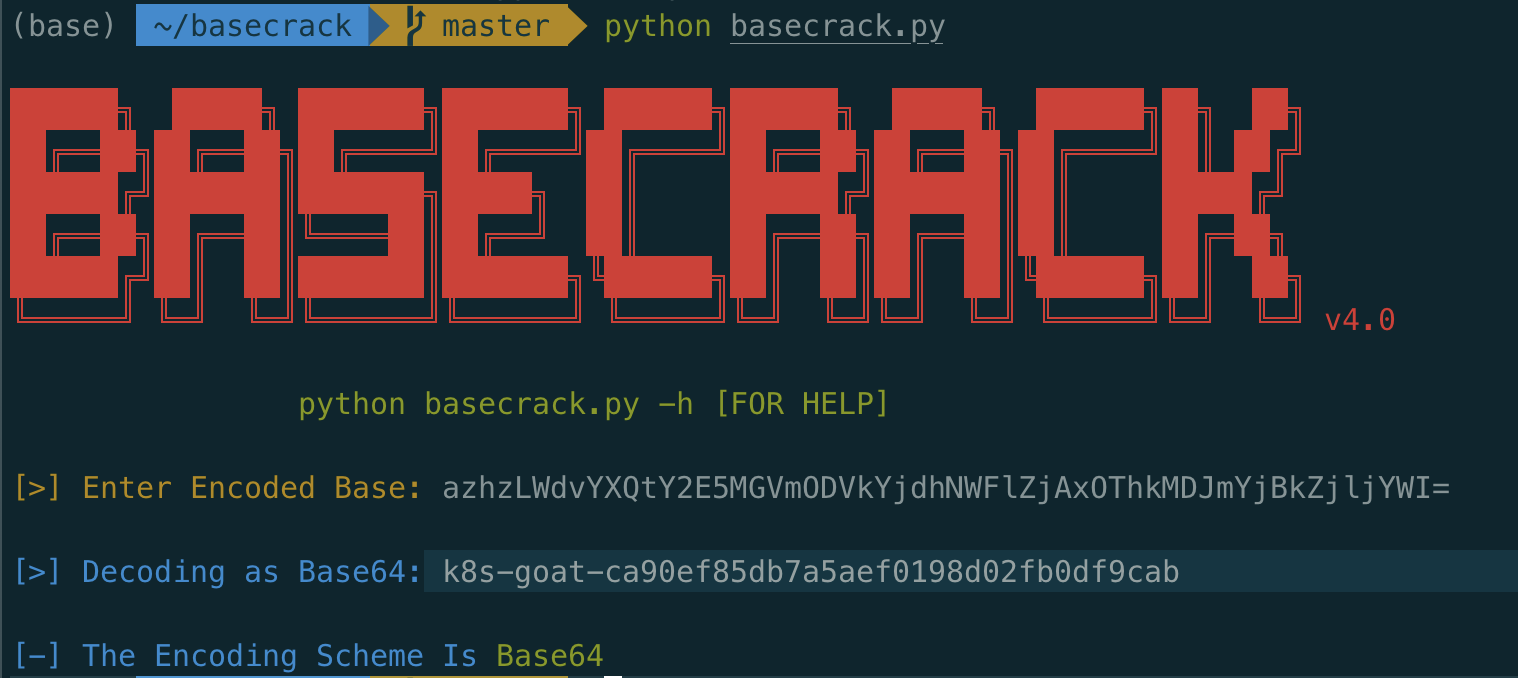 (base) ~/basecrack master python basecrack.py
BASECRACK v4.0
python basecrack.py -h [FOR HELP]
[>] Enter Encoded Base: azhzLWdvYXQtY2E5MGVmODVkYjdhNWFlZjAxOThkMDJmYjBkZjljYWI=
[>] Decoding as Base64: k8s-goat-ca90ef85db7a5aef0198d02fb0df9cab
[-] The Encoding Scheme Is Base64